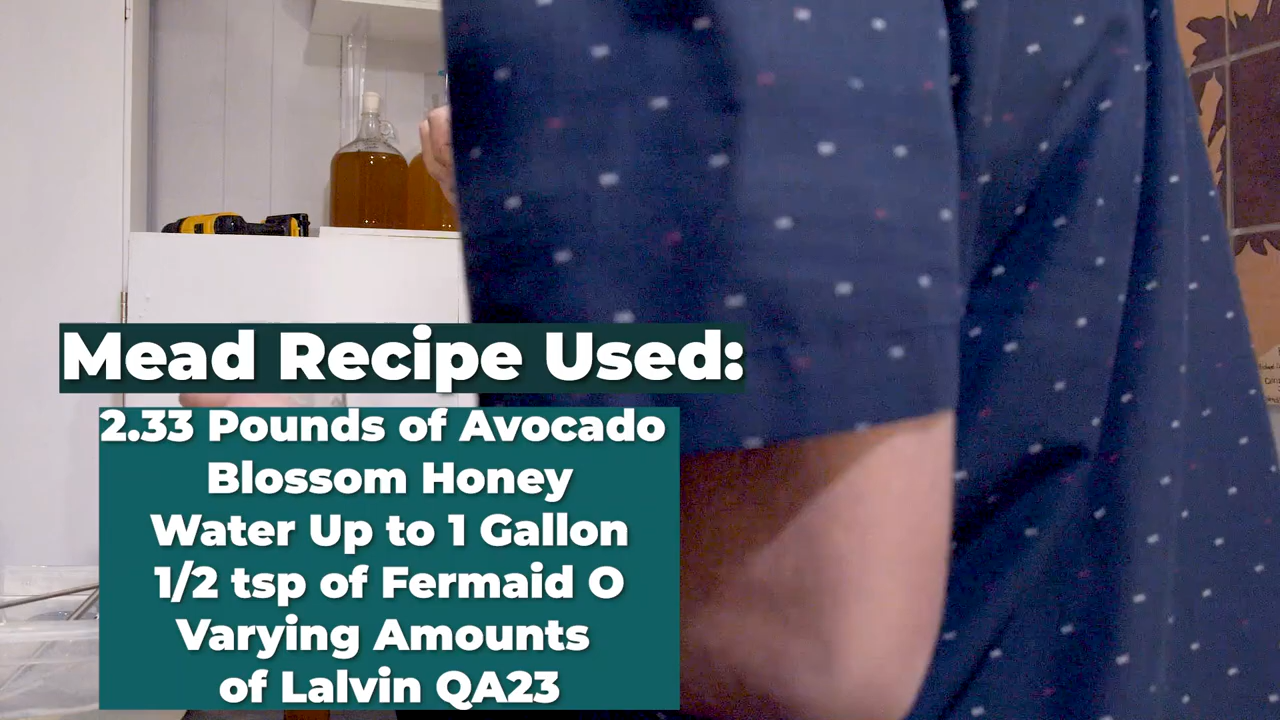 Mead Recipe Used:
2.33 Pounds of Avocado
Blossom Honey
Water Up to 1 Gallon
1/2 tsp of Fermaid O
Varying Amounts
of Lalvin QA23